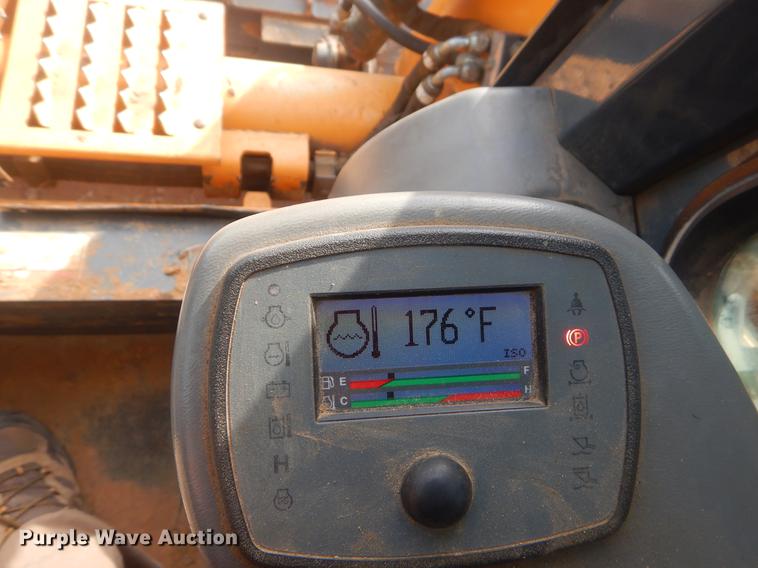 176°F
ISO
E F
C H
P
H
Purple Wave Auction®